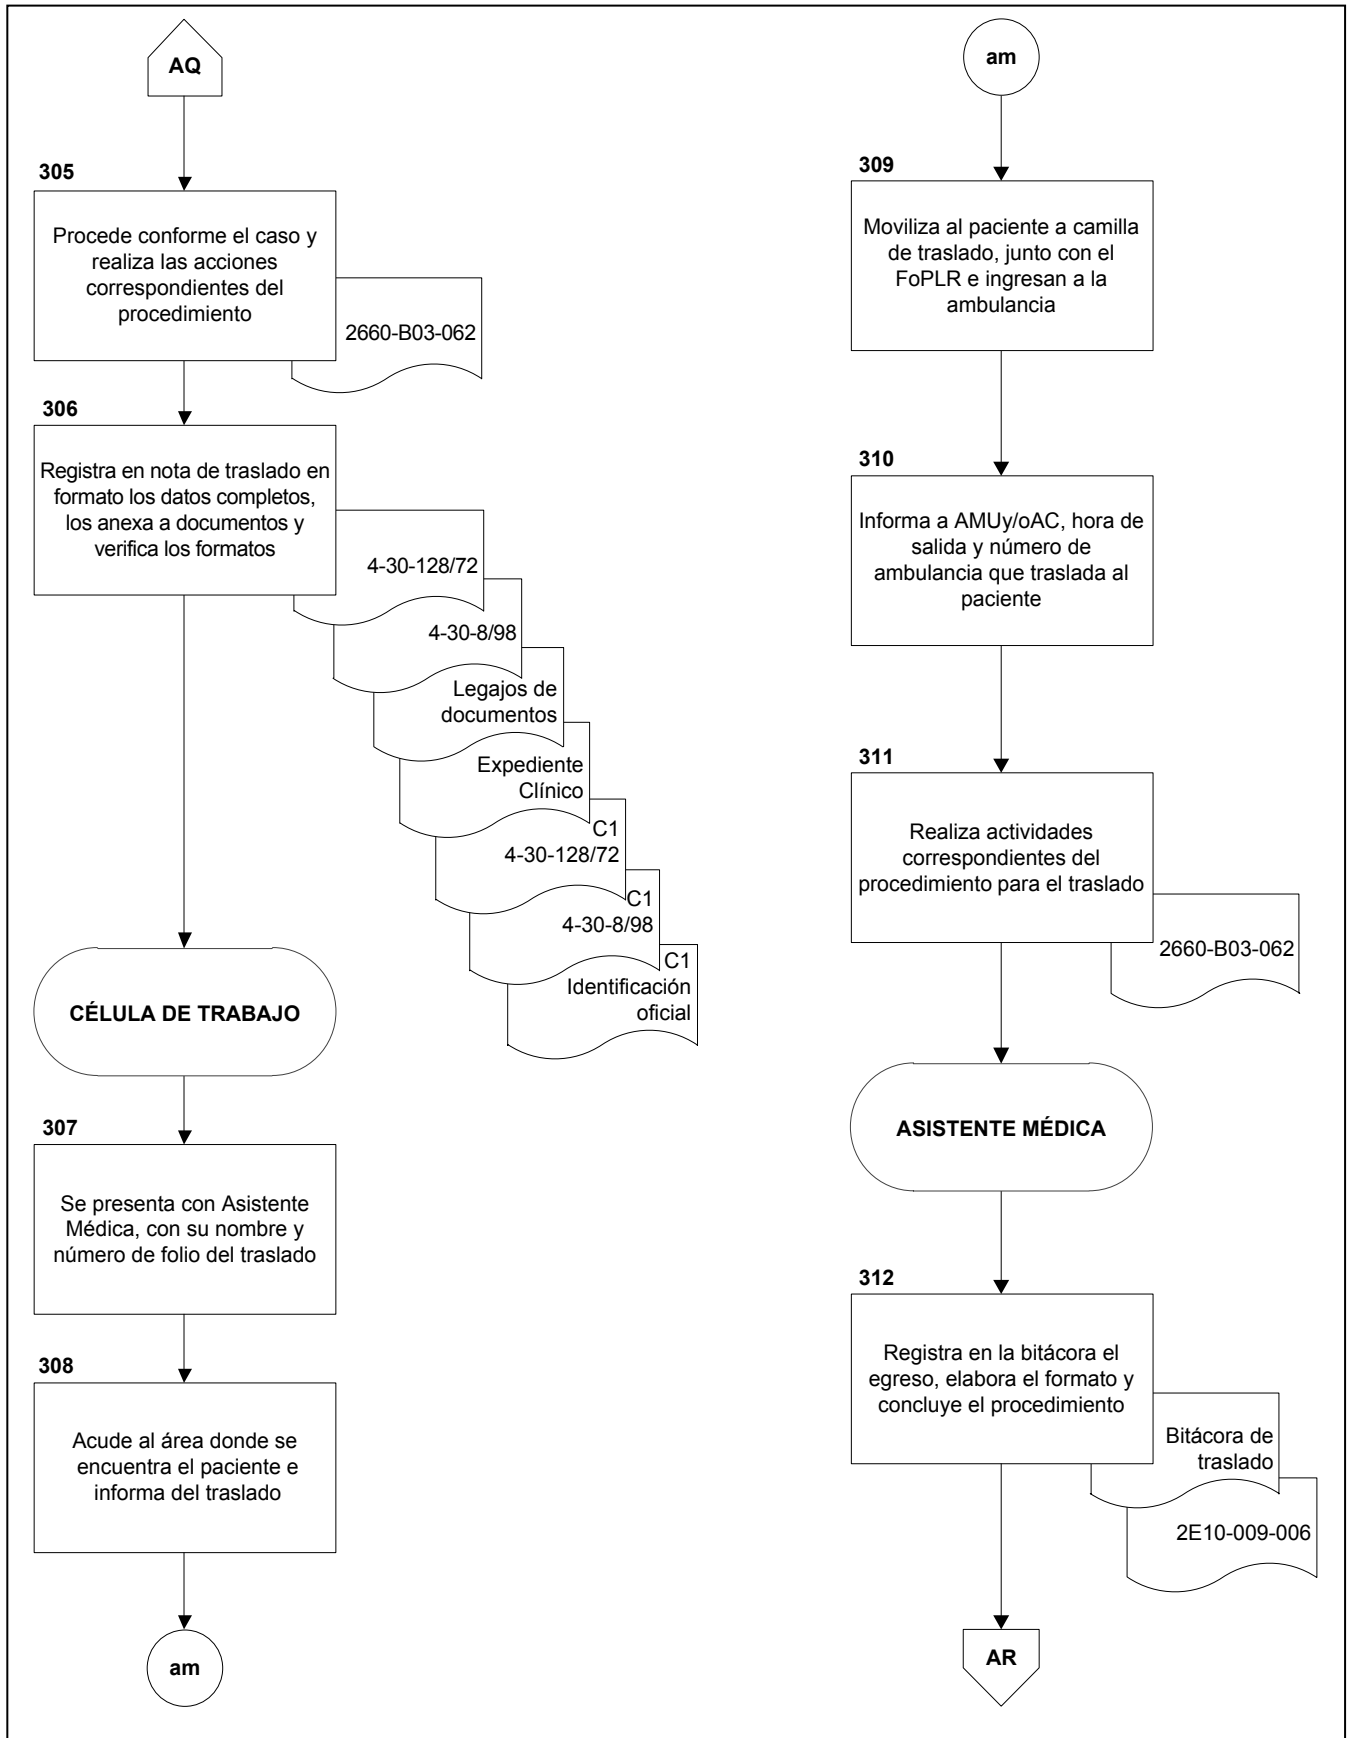 AQ
305
Procede conforme el caso y
realiza las acciones
correspondientes del
procedimiento
2660-B03-062
306
Registra en nota de traslado en
formato los datos completos,
los anexa a documentos y
verifica los formatos
4-30-128/72
4-30-8/98
Legajos de
documentos
Expediente
Clínico
C1
4-30-128/72
C1
4-30-8/98
C1
Identificación
oficial
CÉLULA DE TRABAJO
307
Se presenta con Asistente
Médica, con su nombre y
número de folio del traslado
308
Acude al área donde se
encuentra el paciente e
informa del traslado
am
am
309
Moviliza al paciente a camilla
de traslado, junto con el
FoPLR e ingresan a la
ambulancia
310
Informa a AMUy/oAC, hora de
salida y número de
ambulancia que traslada al
paciente
311
Realiza actividades
correspondientes del
procedimiento para el traslado
2660-B03-062
ASISTENTE MÉDICA
312
Registra en la bitácora el
egreso, elabora el formato y
concluye el procedimiento
Bitácora de
traslado
2E10-009-006
AR